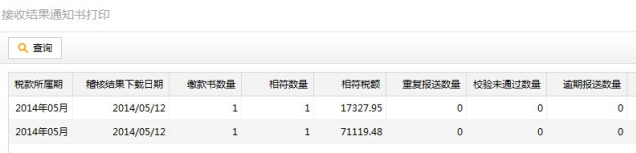 接收结果通知书打印
查询
税款所属期 稽核结果下载日期 缴款书数量 相符数量 相符税额 重复报送数量 校验未通过数量 逾期报送数量
2014年05月 2014/05/12 1 1 17327.95 0 0 0
2014年05月 2014/05/12 1 1 71119.48 0 0 0